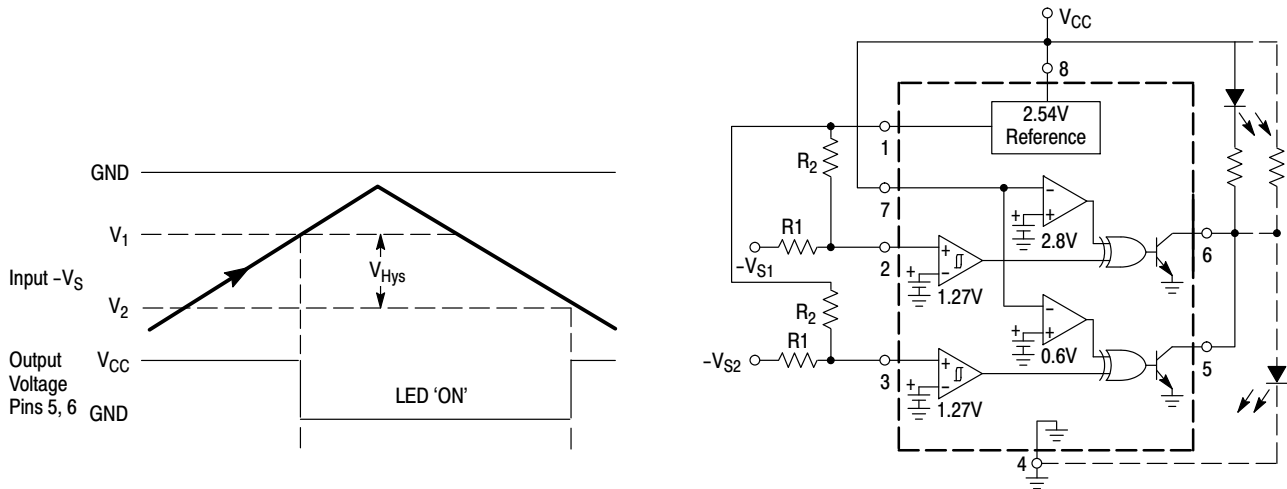 GND
V1
Input –VS
VHys
V2
Output
Voltage
Pins 5, 6
VCC
GND
LED ‘ON’
VCC
8
2.54V
Reference
1
R2
7
–
+
+
2.8V
R1
–VS1
2
+
+
–
1.27V
6
R2
R1
–VS2
3
–
+
+
0.6V
+
+
–
1.27V
5
4